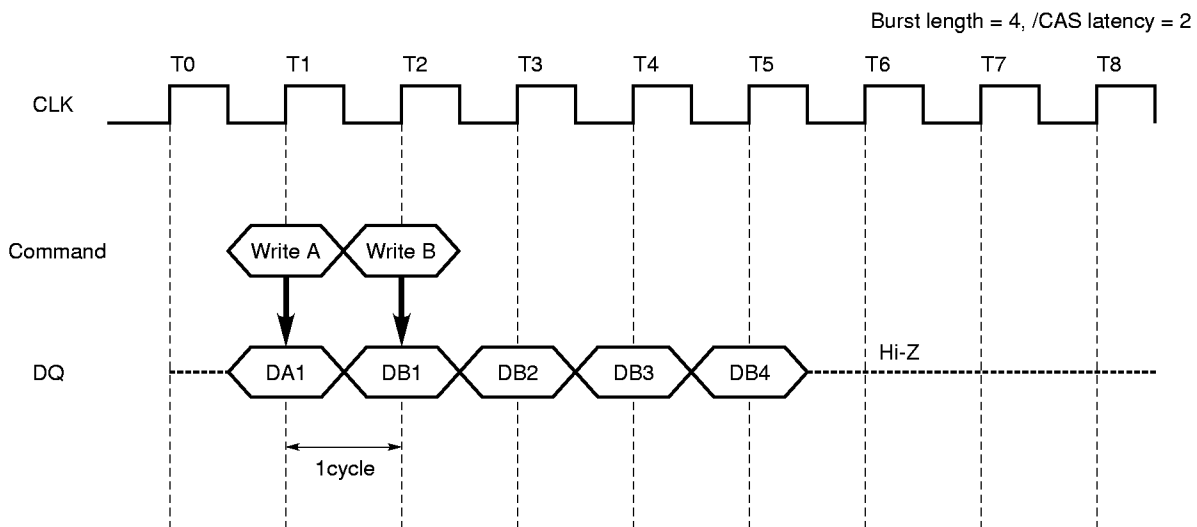 Burst length = 4, /CAS latency = 2
T0 T1 T2 T3 T4 T5 T6 T7 T8
CLK
Command Write A Write B
Hi-Z
DQ DA1 DB1 DB2 DB3 DB4
1cycle